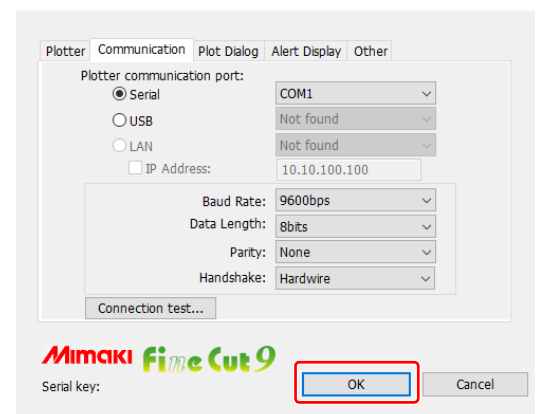 Plotter Communication Plot Dialog Alert Display Other
Plotter communication port:
Serial COM1
USB Not found
LAN Not found
IP Address: 10.10.100.100
Baud Rate: 9600bps
Data Length: 8bits
Parity: None
Handshake: Hardwire
Connection test...
Mimaki Fine Cut 9
Serial key:
OK Cancel